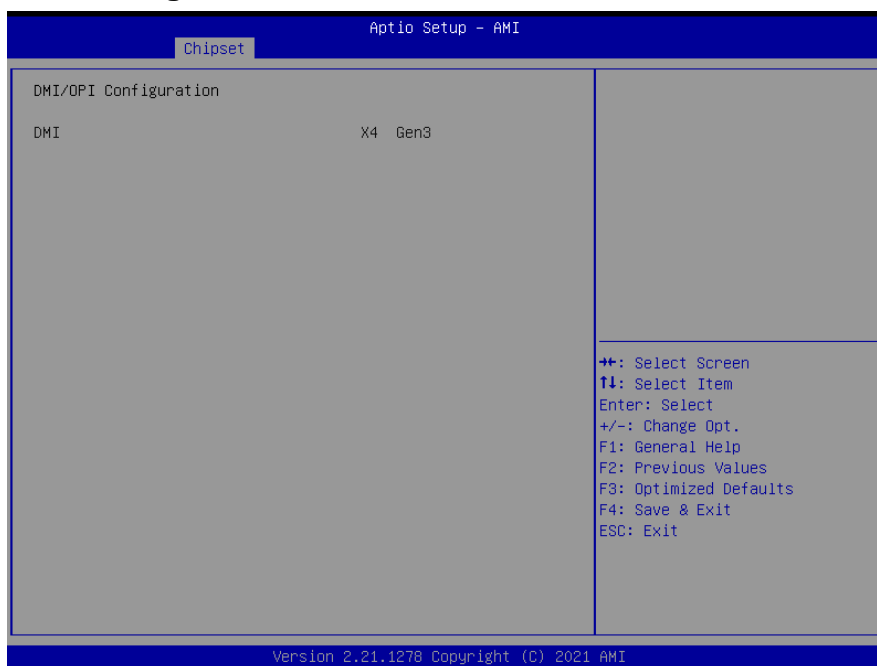 Aptio Setup – AMI
Chipset
DMI/OPI Configuration
DMI X4 Gen3
→←: Select Screen
↑↓: Select Item
Enter: Select
+/-: Change Opt.
F1: General Help
F2: Previous Values
F3: Optimized Defaults
F4: Save & Exit
ESC: Exit
Version 2.21.1278 Copyright (C) 2021 AMI